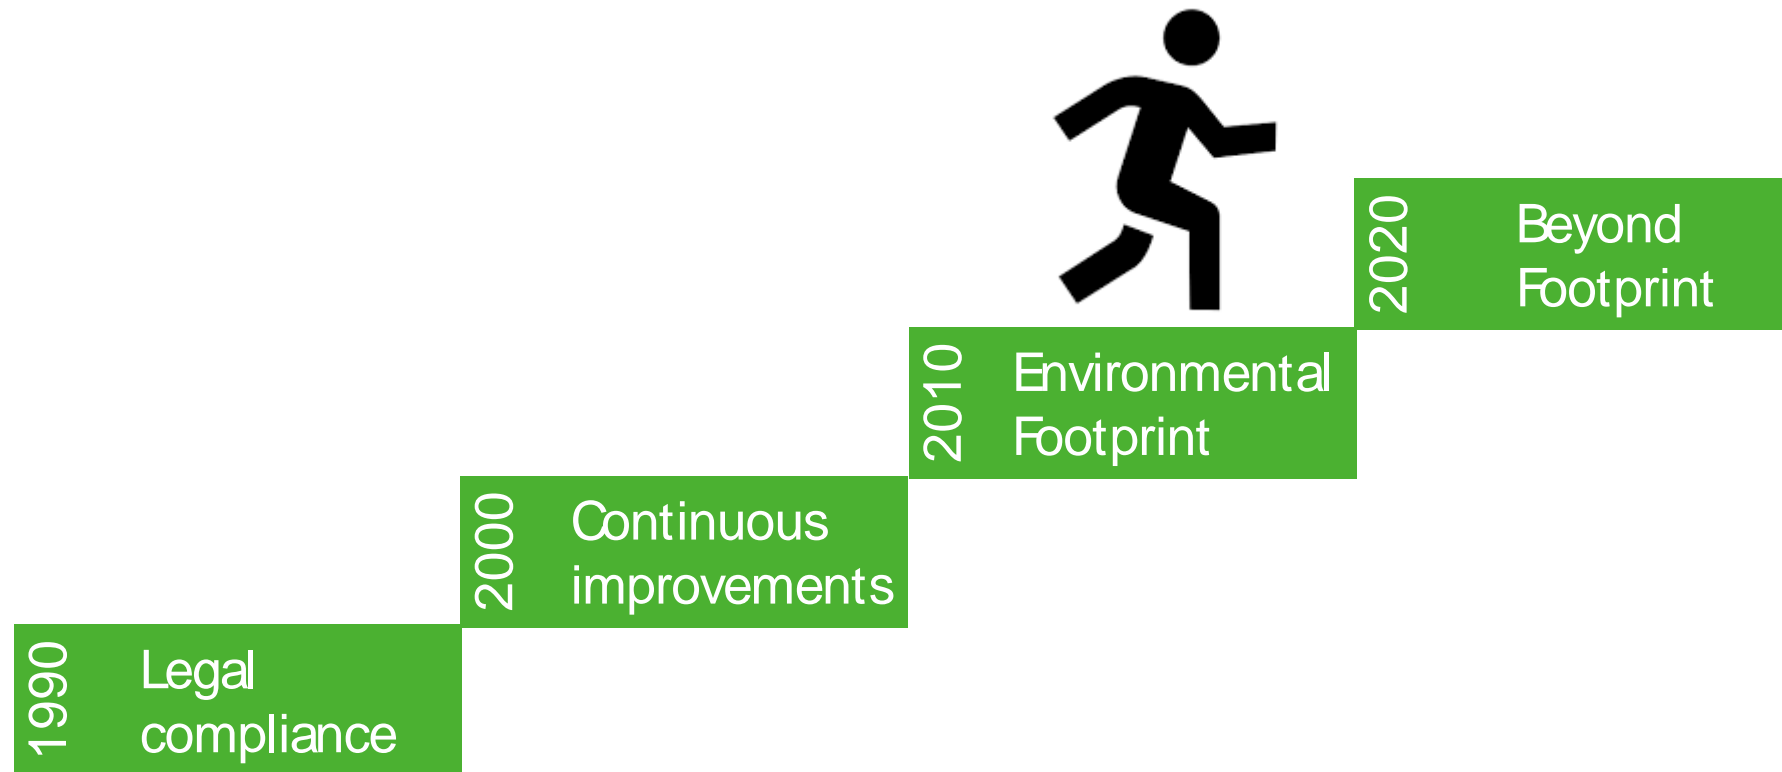 1990
Legal
compliance
2000
Continuous
improvements
2010
Environmental
Footprint
2020
Beyond
Footprint